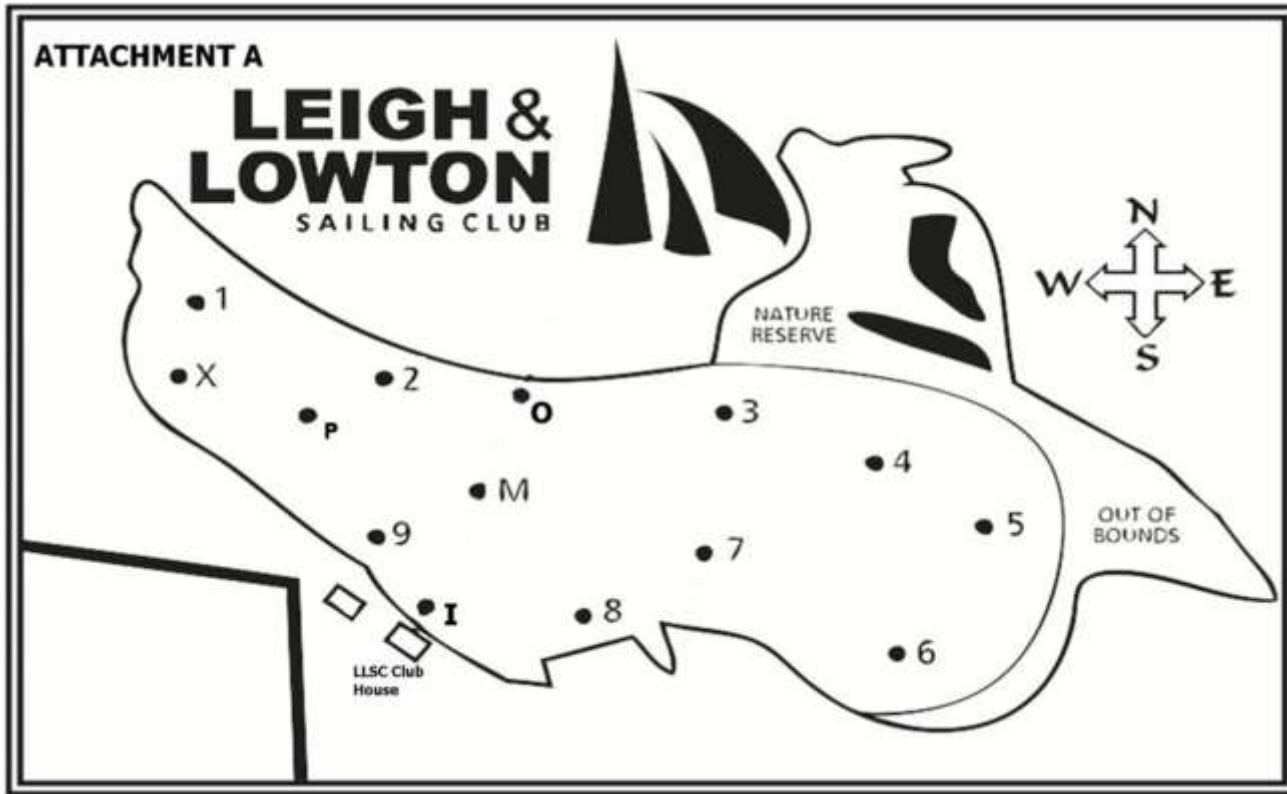 ATTACHMENT A
LEIGH &
LOWTON
SAILING CLUB
N
W E
S
NATURE
RESERVE
1
X
2
P
O
3
4
M
5
OUT OF
BOUNDS
9
7
I
8
6
LLSC Club
House